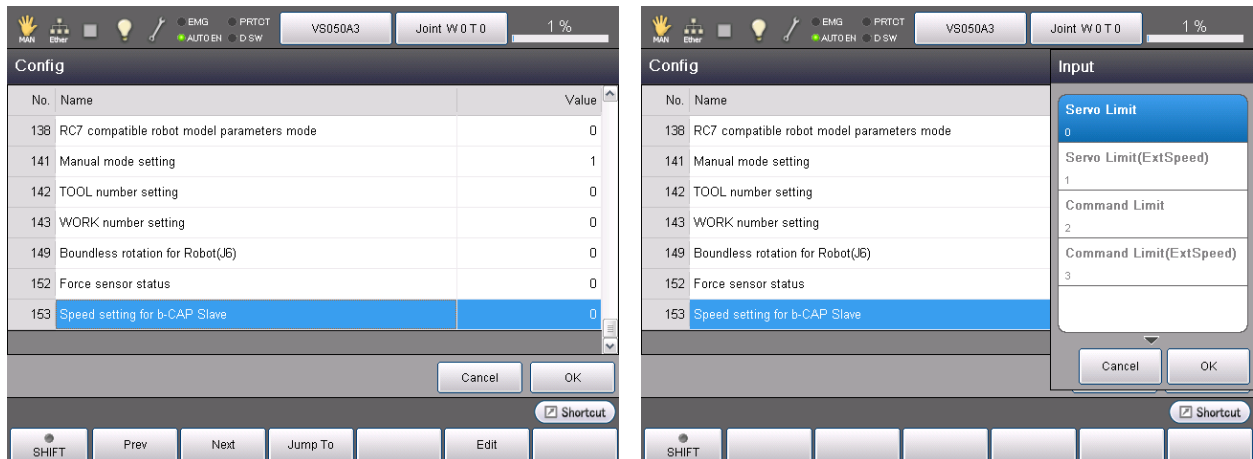 MAN Ether EMG PRTCT AUTO EN D SW VS050A3 Joint W 0 T 0 1 %
Config
No. Name Value
138 RC7 compatible robot model parameters mode 0
141 Manual mode setting 1
142 TOOL number setting 0
143 WORK number setting 0
149 Boundless rotation for Robot(J6) 0
152 Force sensor status 0
153 Speed setting for b-CAP Slave 0
Cancel OK
Shortcut
SHIFT Prev Next Jump To Edit
MAN Ether EMG PRTCT AUTO EN D SW VS050A3 Joint W 0 T 0 1 %
Config
No. Name
138 RC7 compatible robot model parameters mode
141 Manual mode setting
142 TOOL number setting
143 WORK number setting
149 Boundless rotation for Robot(J6)
152 Force sensor status
153 Speed setting for b-CAP Slave
Input
Servo Limit
0
Servo Limit(ExtSpeed)
1
Command Limit
2
Command Limit(ExtSpeed)
3
Cancel OK
Shortcut
SHIFT